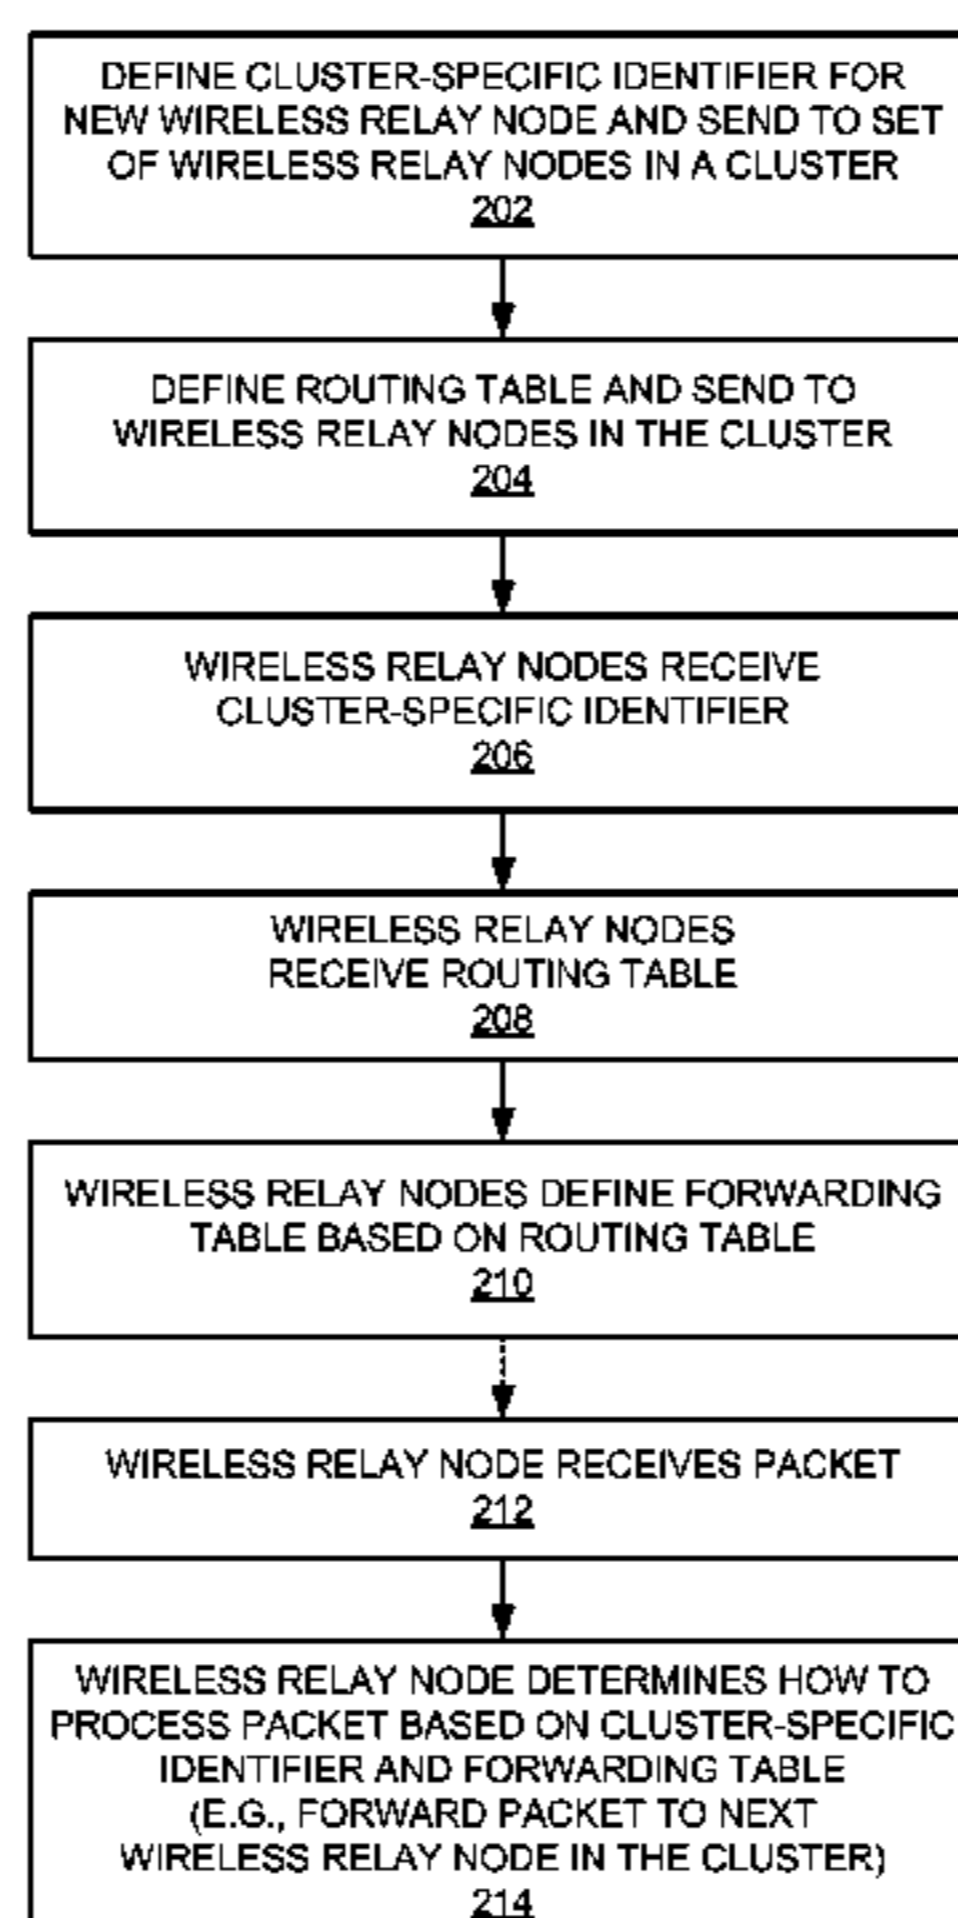 DEFINE CLUSTER-SPECIFIC IDENTIFIER FOR
NEW WIRELESS RELAY NODE AND SEND TO SET
OF WIRELESS RELAY NODES IN A CLUSTER
202
DEFINE ROUTING TABLE AND SEND TO
WIRELESS RELAY NODES IN THE CLUSTER
204
WIRELESS RELAY NODES RECEIVE
CLUSTER-SPECIFIC IDENTIFIER
206
WIRELESS RELAY NODES
RECEIVE ROUTING TABLE
208
WIRELESS RELAY NODES DEFINE FORWARDING
TABLE BASED ON ROUTING TABLE
210
WIRELESS RELAY NODE RECEIVES PACKET
212
WIRELESS RELAY NODE DETERMINES HOW TO
PROCESS PACKET BASED ON CLUSTER-SPECIFIC
IDENTIFIER AND FORWARDING TABLE
(E.G., FORWARD PACKET TO NEXT
WIRELESS RELAY NODE IN THE CLUSTER)
214